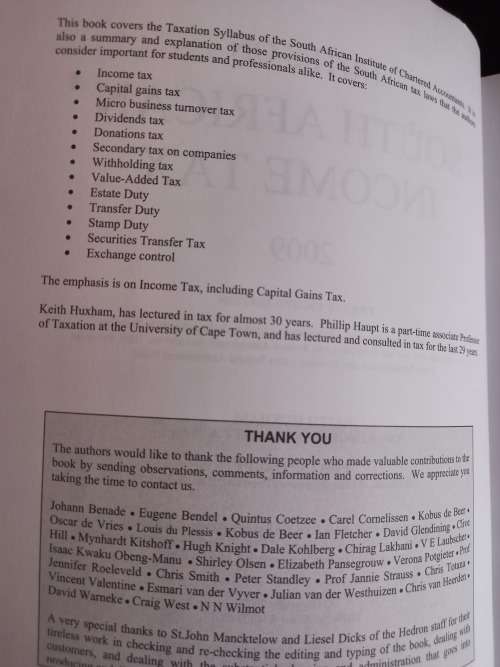 This book covers the Taxation Syllabus of the South African Institute of Chartered Accountants. It is
also a summary and explanation of those provisions of the South African tax laws that the authors
consider important for students and professionals alike. It covers:
• Income tax
• Capital gains tax
• Micro business turnover tax
• Dividends tax
• Donations tax
• Secondary tax on companies
• Withholding tax
• Value-Added Tax
• Estate Duty
• Transfer Duty
• Stamp Duty
• Securities Transfer Tax
• Exchange control
The emphasis is on Income Tax, including Capital Gains Tax.
Keith Huxham, has lectured in tax for almost 30 years. Phillip Haupt is a part-time associate Professor
of Taxation at the University of Cape Town, and has lectured and consulted in tax for the last 29 years
THANK YOU
The authors would like to thank the following people who made valuable contributions to the
book by sending observations, comments, information and corrections. We appreciate you
taking the time to contact us.
Johann Benade • Eugene Bendel • Quintus Coetzee • Carel Cornelissen • Kobus de Beer •
Oscar de Vries • Louis du Plessis • Kobus de Beer • Ian Fletcher • David Glendining • Clive
Hill • Mynhardt Kitshoff • Hugh Knight • Dale Kohlberg • Chirag Lakhani • V E Laubscher •
Isaac Kwaku Obeng-Manu • Shirley Olsen • Elizabeth Pansegrouw • Verona Potgieter • Prof
Jennifer Roeleveld • Chris Smith • Peter Standley • Prof Jannie Strauss • Chris Totana •
Vincent Valentine • Esmari van der Vyver • Julian van der Westhuizen • Chris van Heerden •
David Warneke • Craig West • N N Wilmot
A very special thanks to St.John Mancktelow and Liesel Dicks of the Hedron staff for their
tireless work in checking and re-checking the editing and typing of the book, dealing with
customers, and dealing with the administration that goes into
SOUTH AFRIC
INCOME TA
2009